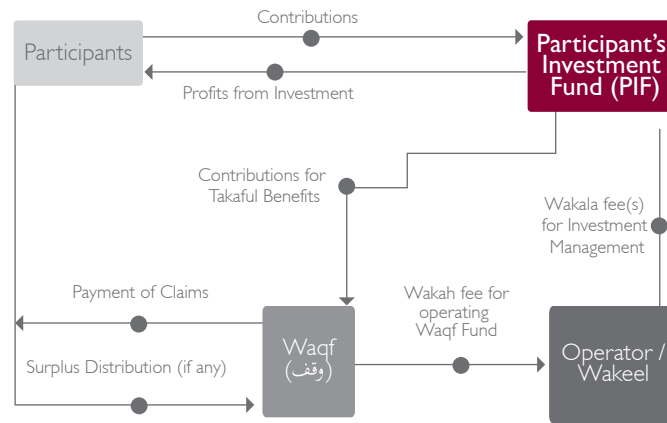 Contributions
Participants
Participant's
Investment
Fund (PIF)
Profits from Investment
Contributions for
Takaful Benefits
Wakala fee(s)
for Investment
Management
Payment of Claims
Wakah fee for
operating
Waqf Fund
Waqf
(وقف)
Operator /
Wakeel
Surplus Distribution (if any)